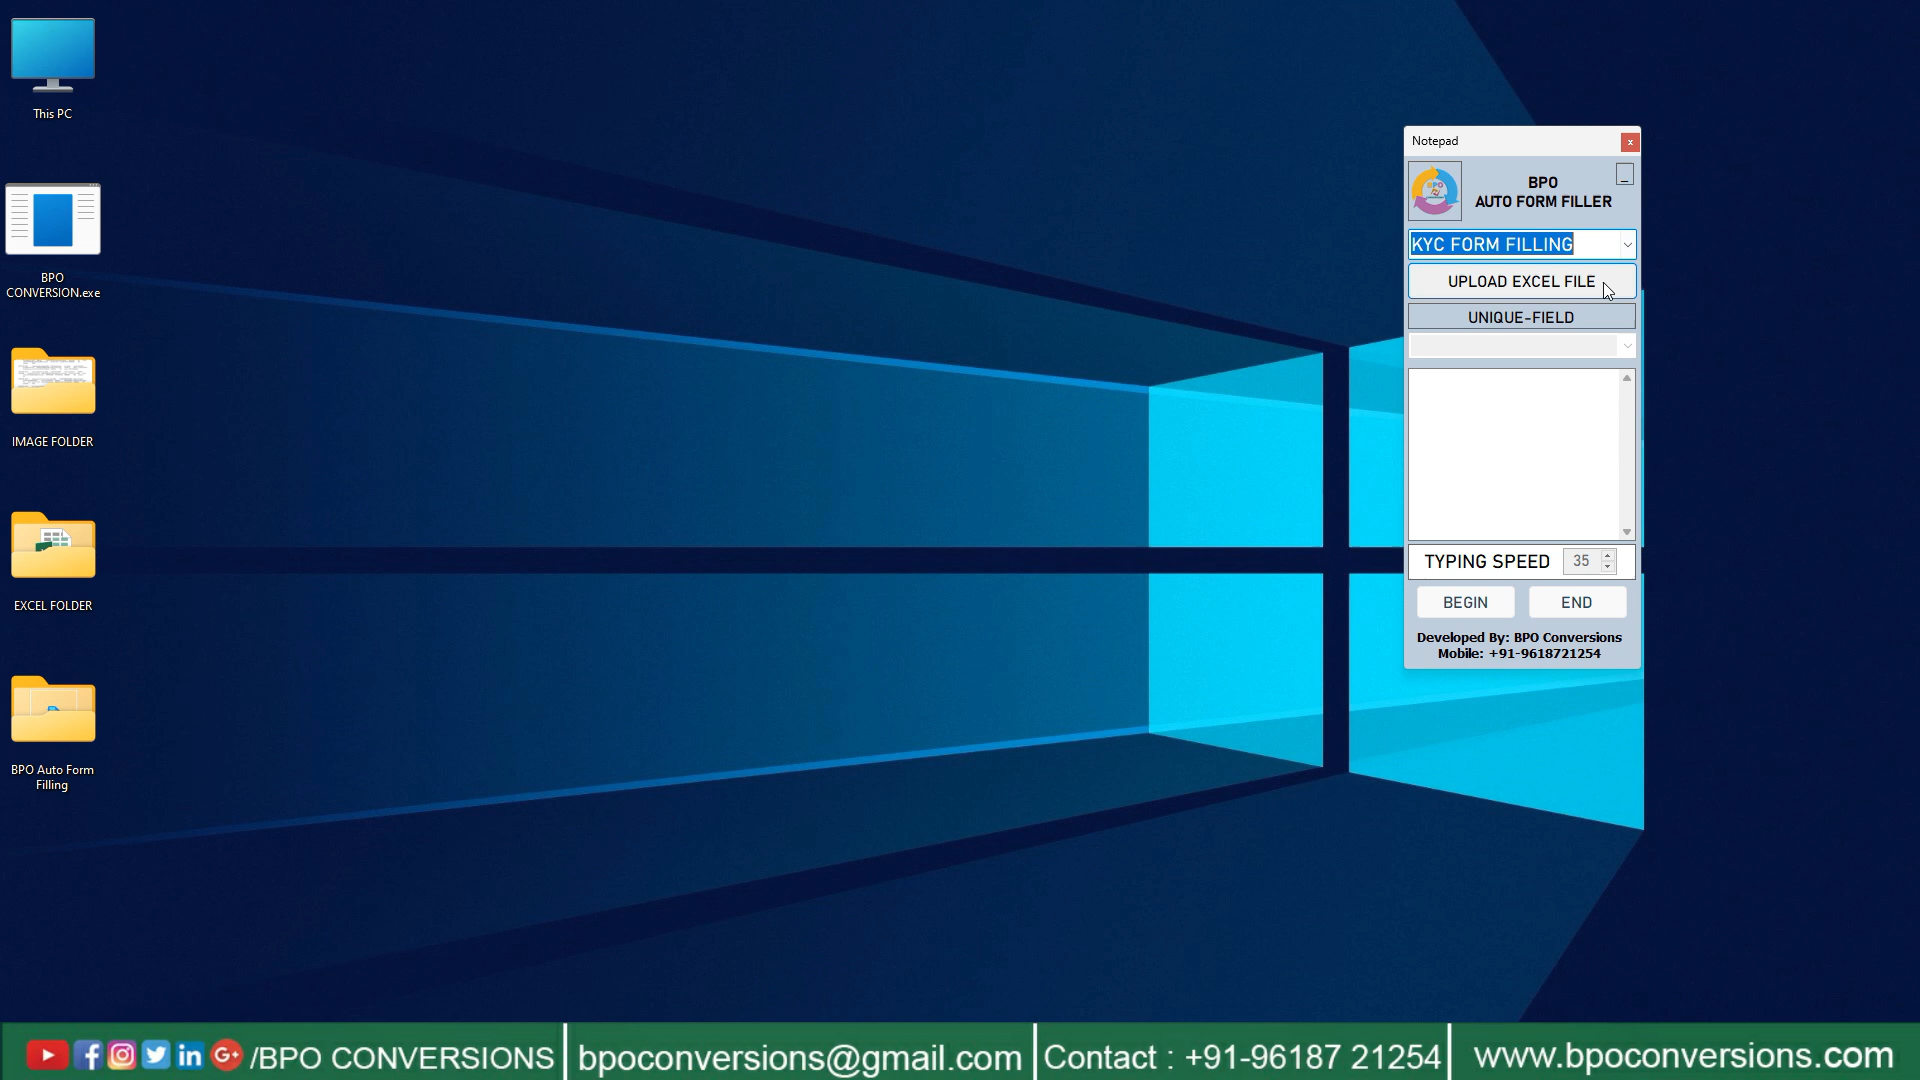 This PC
BPO
CONVERSION.exe
IMAGE FOLDER
EXCEL FOLDER
BPO Auto Form
Filling
Notepad
x
BPO
BPO
AUTO FORM FILLER
KYC FORM FILLING
UPLOAD EXCEL FILE
UNIQUE-FIELD
TYPING SPEED 35
BEGIN END
Developed By: BPO Conversions
Mobile: +91-9618721254
/BPO CONVERSIONS bpoconversions@gmail.com Contact : +91-96187 21254 www.bpoconversions.com